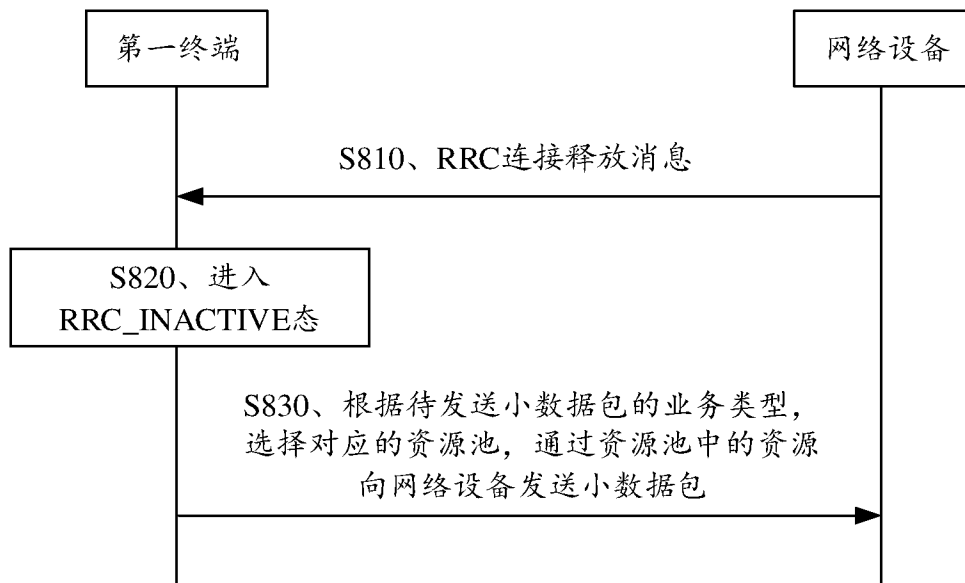 第一终端
网络设备
S810、RRC连接释放消息
S820、进入
RRC_INACTIVE态
S830、根据待发送小数据包的业务类型，
选择对应的资源池，通过资源池中的资源
向网络设备发送小数据包